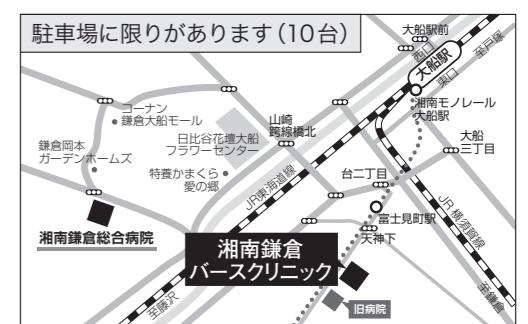 駐車場に限りがあります（10台）
大船駅前
西口
至戸塚
大船駅
東口
コーナン
鎌倉大船モール
湘南モノレール
大船駅
山崎
跨線橋北
鎌倉岡本
ガーデンホームズ
日比谷花壇大船
フラワーセンター
大船
三丁目
特養かまくら
愛の郷
台二丁目
JR東海道線
富士見町駅
JR横須賀線
湘南鎌倉総合病院
天神下
湘南鎌倉
バースクリニック
至藤沢
旧病院
至鎌倉